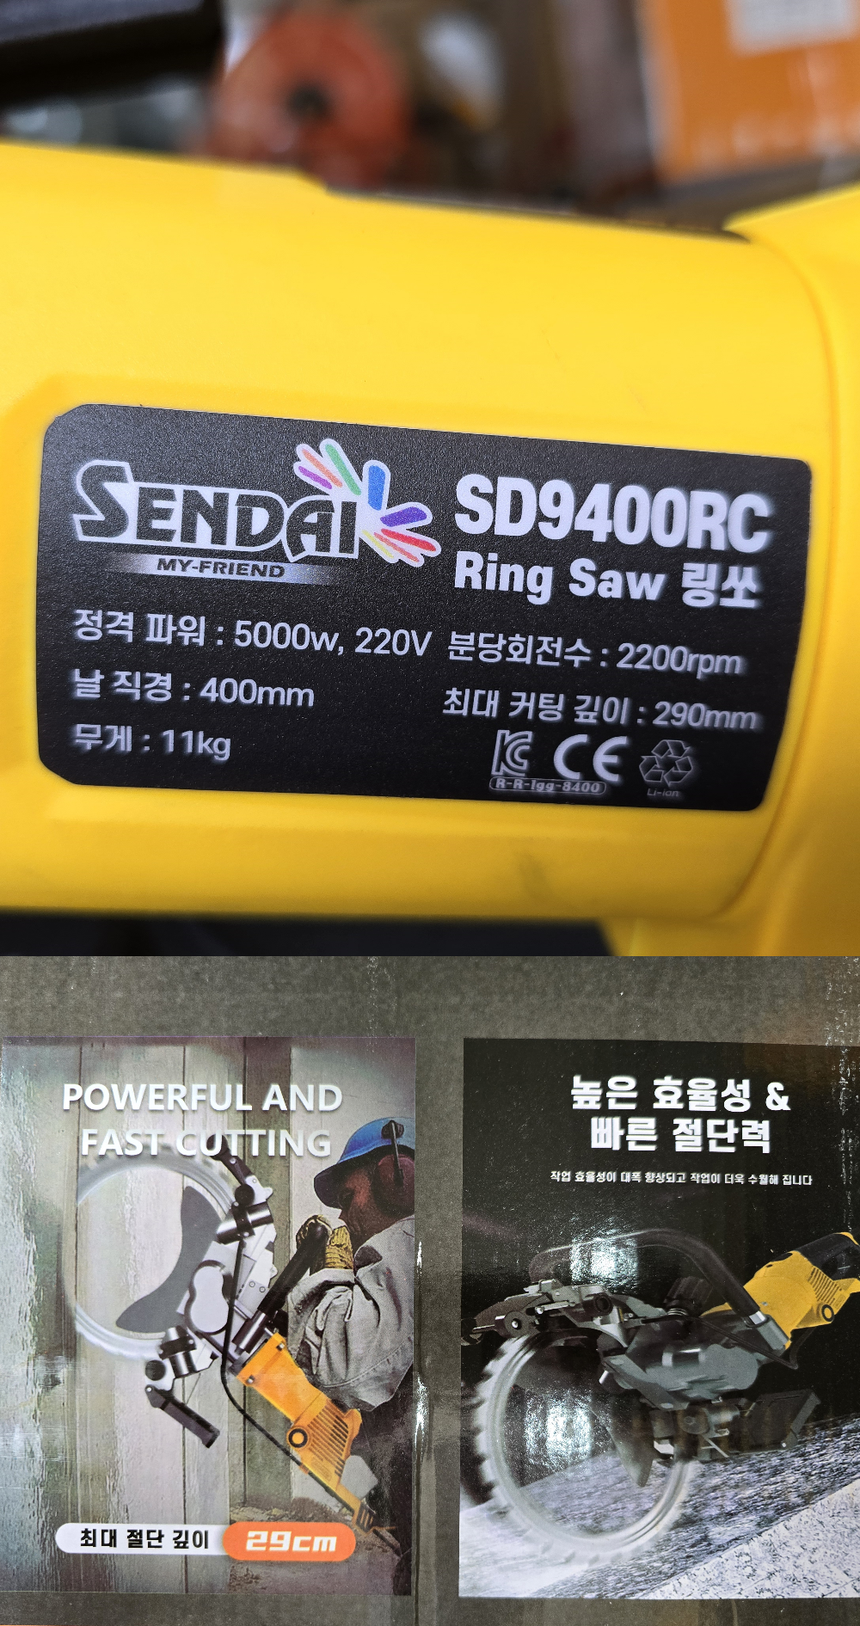 SENDAI
MY-FRIEND
SD9400RC
Ring Saw 링쏘
정격 파워 : 5000w, 220V 분당회전수 : 2200rpm
날 직경 : 400mm 최대 커팅 깊이 : 290mm
무게 : 11kg
KC CE
R-R-lgg-8400
Li-ion
POWERFUL AND
FAST CUTTING
최대 절단 깊이 29cm
높은 효율성 &
빠른 절단력
작업 효율성이 대폭 향상되고 작업이 더욱 수월해 집니다